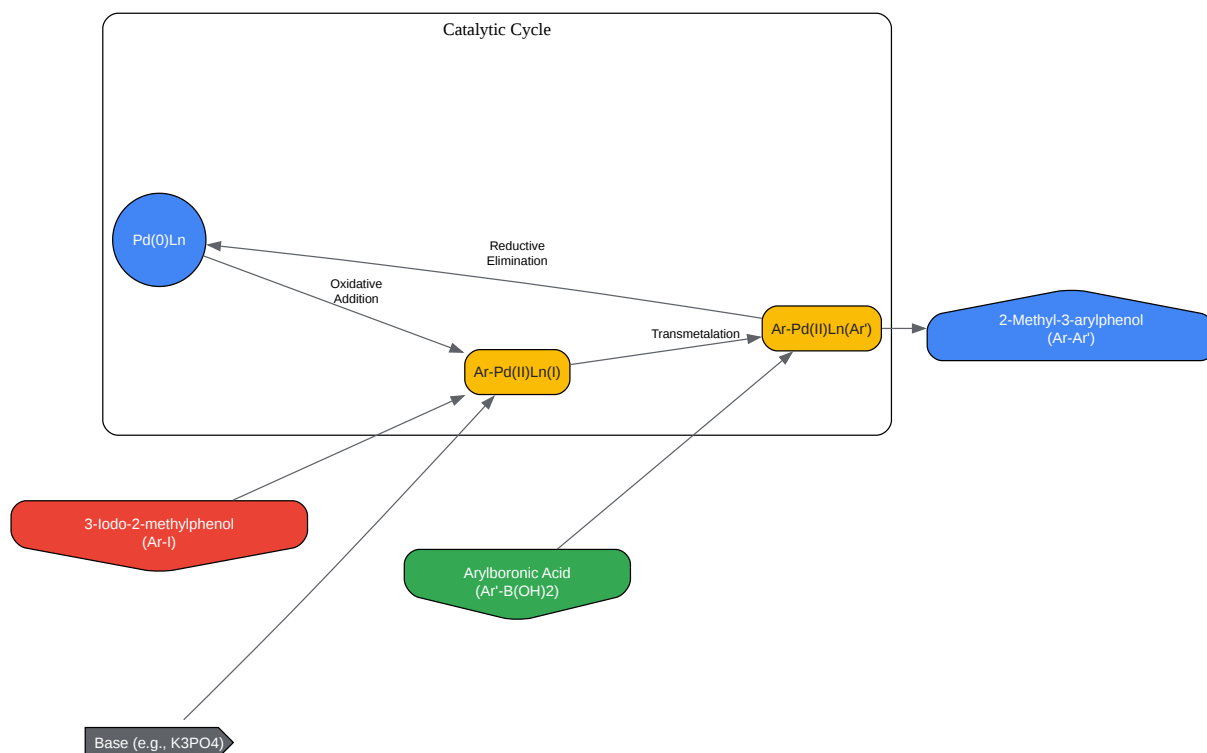 Catalytic Cycle
Pd(0)Ln
Reductive
Elimination
Oxidative
Addition
Transmetalation
Ar-Pd(II)Ln(Ar')
2-Methyl-3-arylphenol
(Ar-Ar')
Ar-Pd(II)Ln(I)
3-Iodo-2-methylphenol
(Ar-I)
Arylboronic Acid
(Ar'-B(OH)2)
Base (e.g., K3PO4)